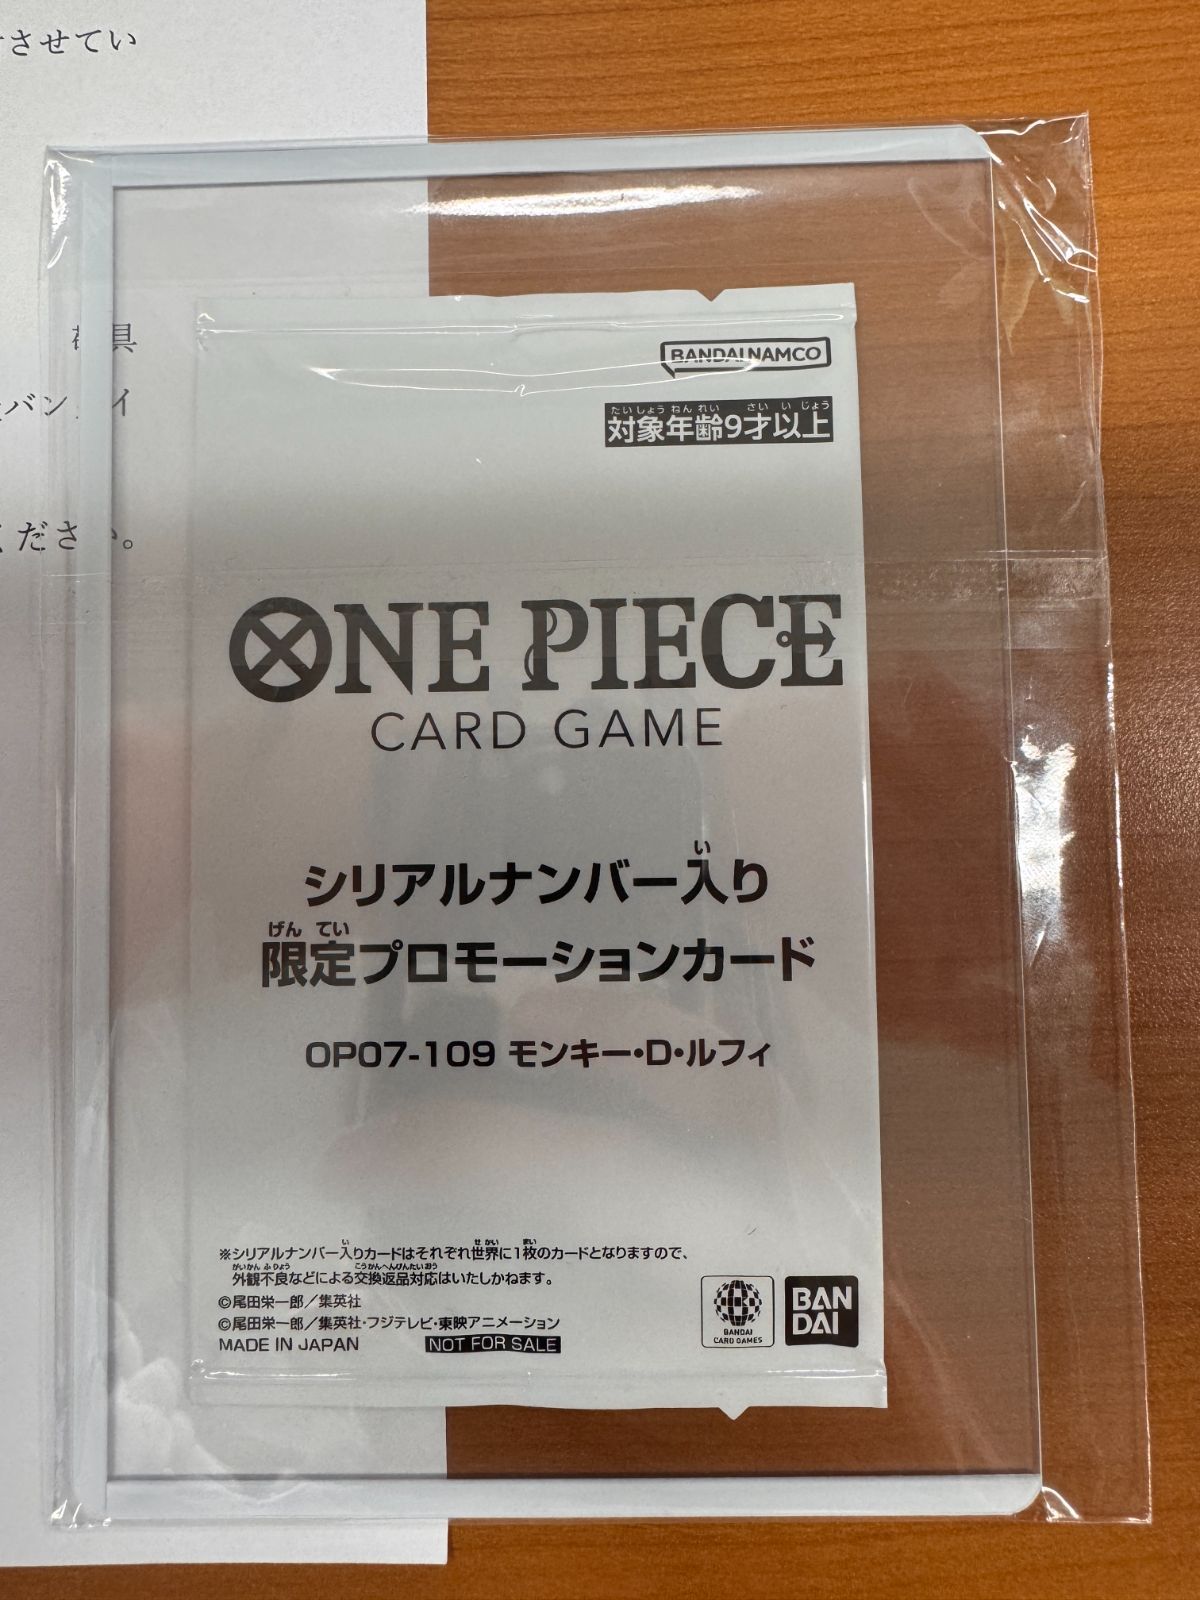 させてい
具
バン イ
ださい。
BANDAI NAMCO
たいしょう ねん れい さい い じょう
対象年齢9才以上
ONE PIECE
CARD GAME
い
シリアルナンバー入り
げん てい
限定プロモーションカード
OP07-109 モンキー・D・ルフィ
い せ かい まい
※シリアルナンバー入りカードはそれぞれ世界に1枚のカードとなりますので、
がいかん ふ りょう こうかんへんぴんたいおう
外観不良などによる交換返品対応はいたしかねます。
©尾田栄一郎／集英社
©尾田栄一郎／集英社・フジテレビ・東映アニメーション
MADE IN JAPAN NOT FOR SALE
BANDAI
CARD GAMES
BAN
DAI